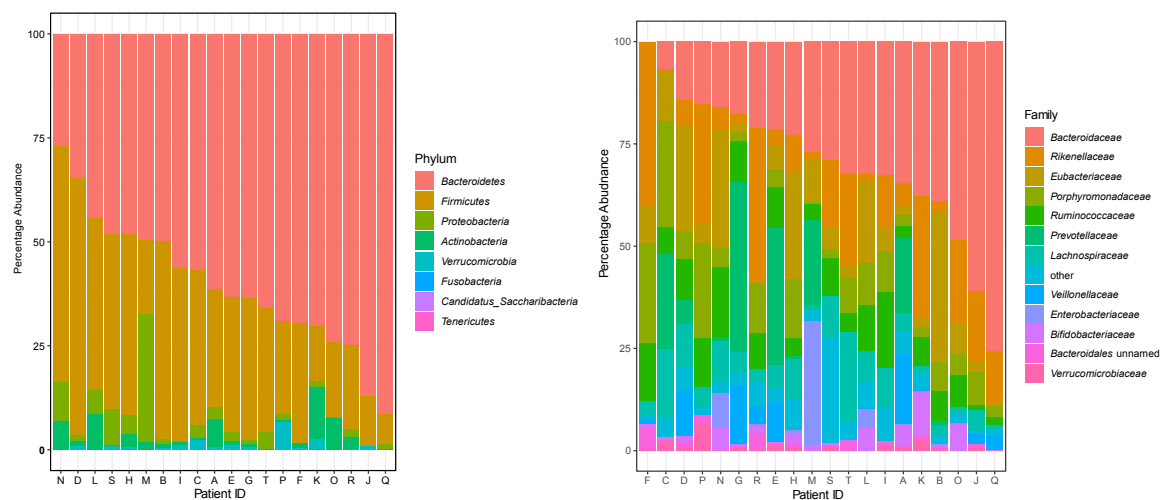 100
75
50
25
0
Percentage Abundance
N D L S H M B I C A E G T P F K O R J Q
Patient ID
Phylum
Bacteroidetes
Firmicutes
Proteobacteria
Actinobacteria
Verrucomicrobia
Fusobacteria
Candidatus_Saccharibacteria
Tenericutes
100
75
50
25
0
Percentage Abudnance
F C D P N G R E H M S T L I A K B O J Q
Patient ID
Family
Bacteroidaceae
Rikenellaceae
Eubacteriaceae
Porphyromonadaceae
Ruminococcaceae
Prevotellaceae
Lachnospiraceae
other
Veillonellaceae
Enterobacteriaceae
Bifidobacteriaceae
Bacteroidales unnamed
Verrucomicrobiaceae